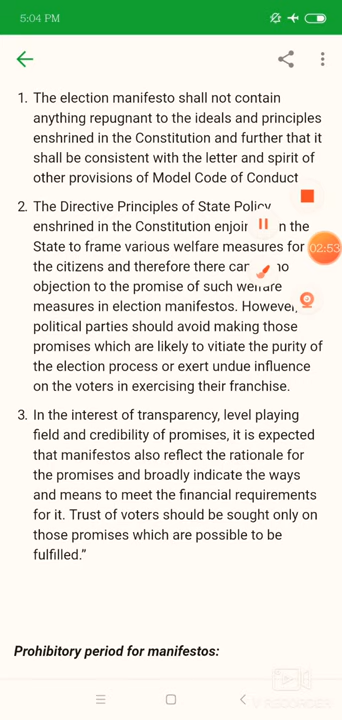 5:04 PM
1. The election manifesto shall not contain
anything repugnant to the ideals and principles
enshrined in the Constitution and further that it
shall be consistent with the letter and spirit of
other provisions of Model Code of Conduct
2. The Directive Principles of State Policy
enshrined in the Constitution enjoin the
State to frame various welfare measures for
02:53
the citizens and therefore there can no
objection to the promise of such welfare
measures in election manifestos. However,
political parties should avoid making those
promises which are likely to vitiate the purity of
the election process or exert undue influence
on the voters in exercising their franchise.
3. In the interest of transparency, level playing
field and credibility of promises, it is expected
that manifestos also reflect the rationale for
the promises and broadly indicate the ways
and means to meet the financial requirements
for it. Trust of voters should be sought only on
those promises which are possible to be
fulfilled.”
Prohibitory period for manifestos:
RECORDER